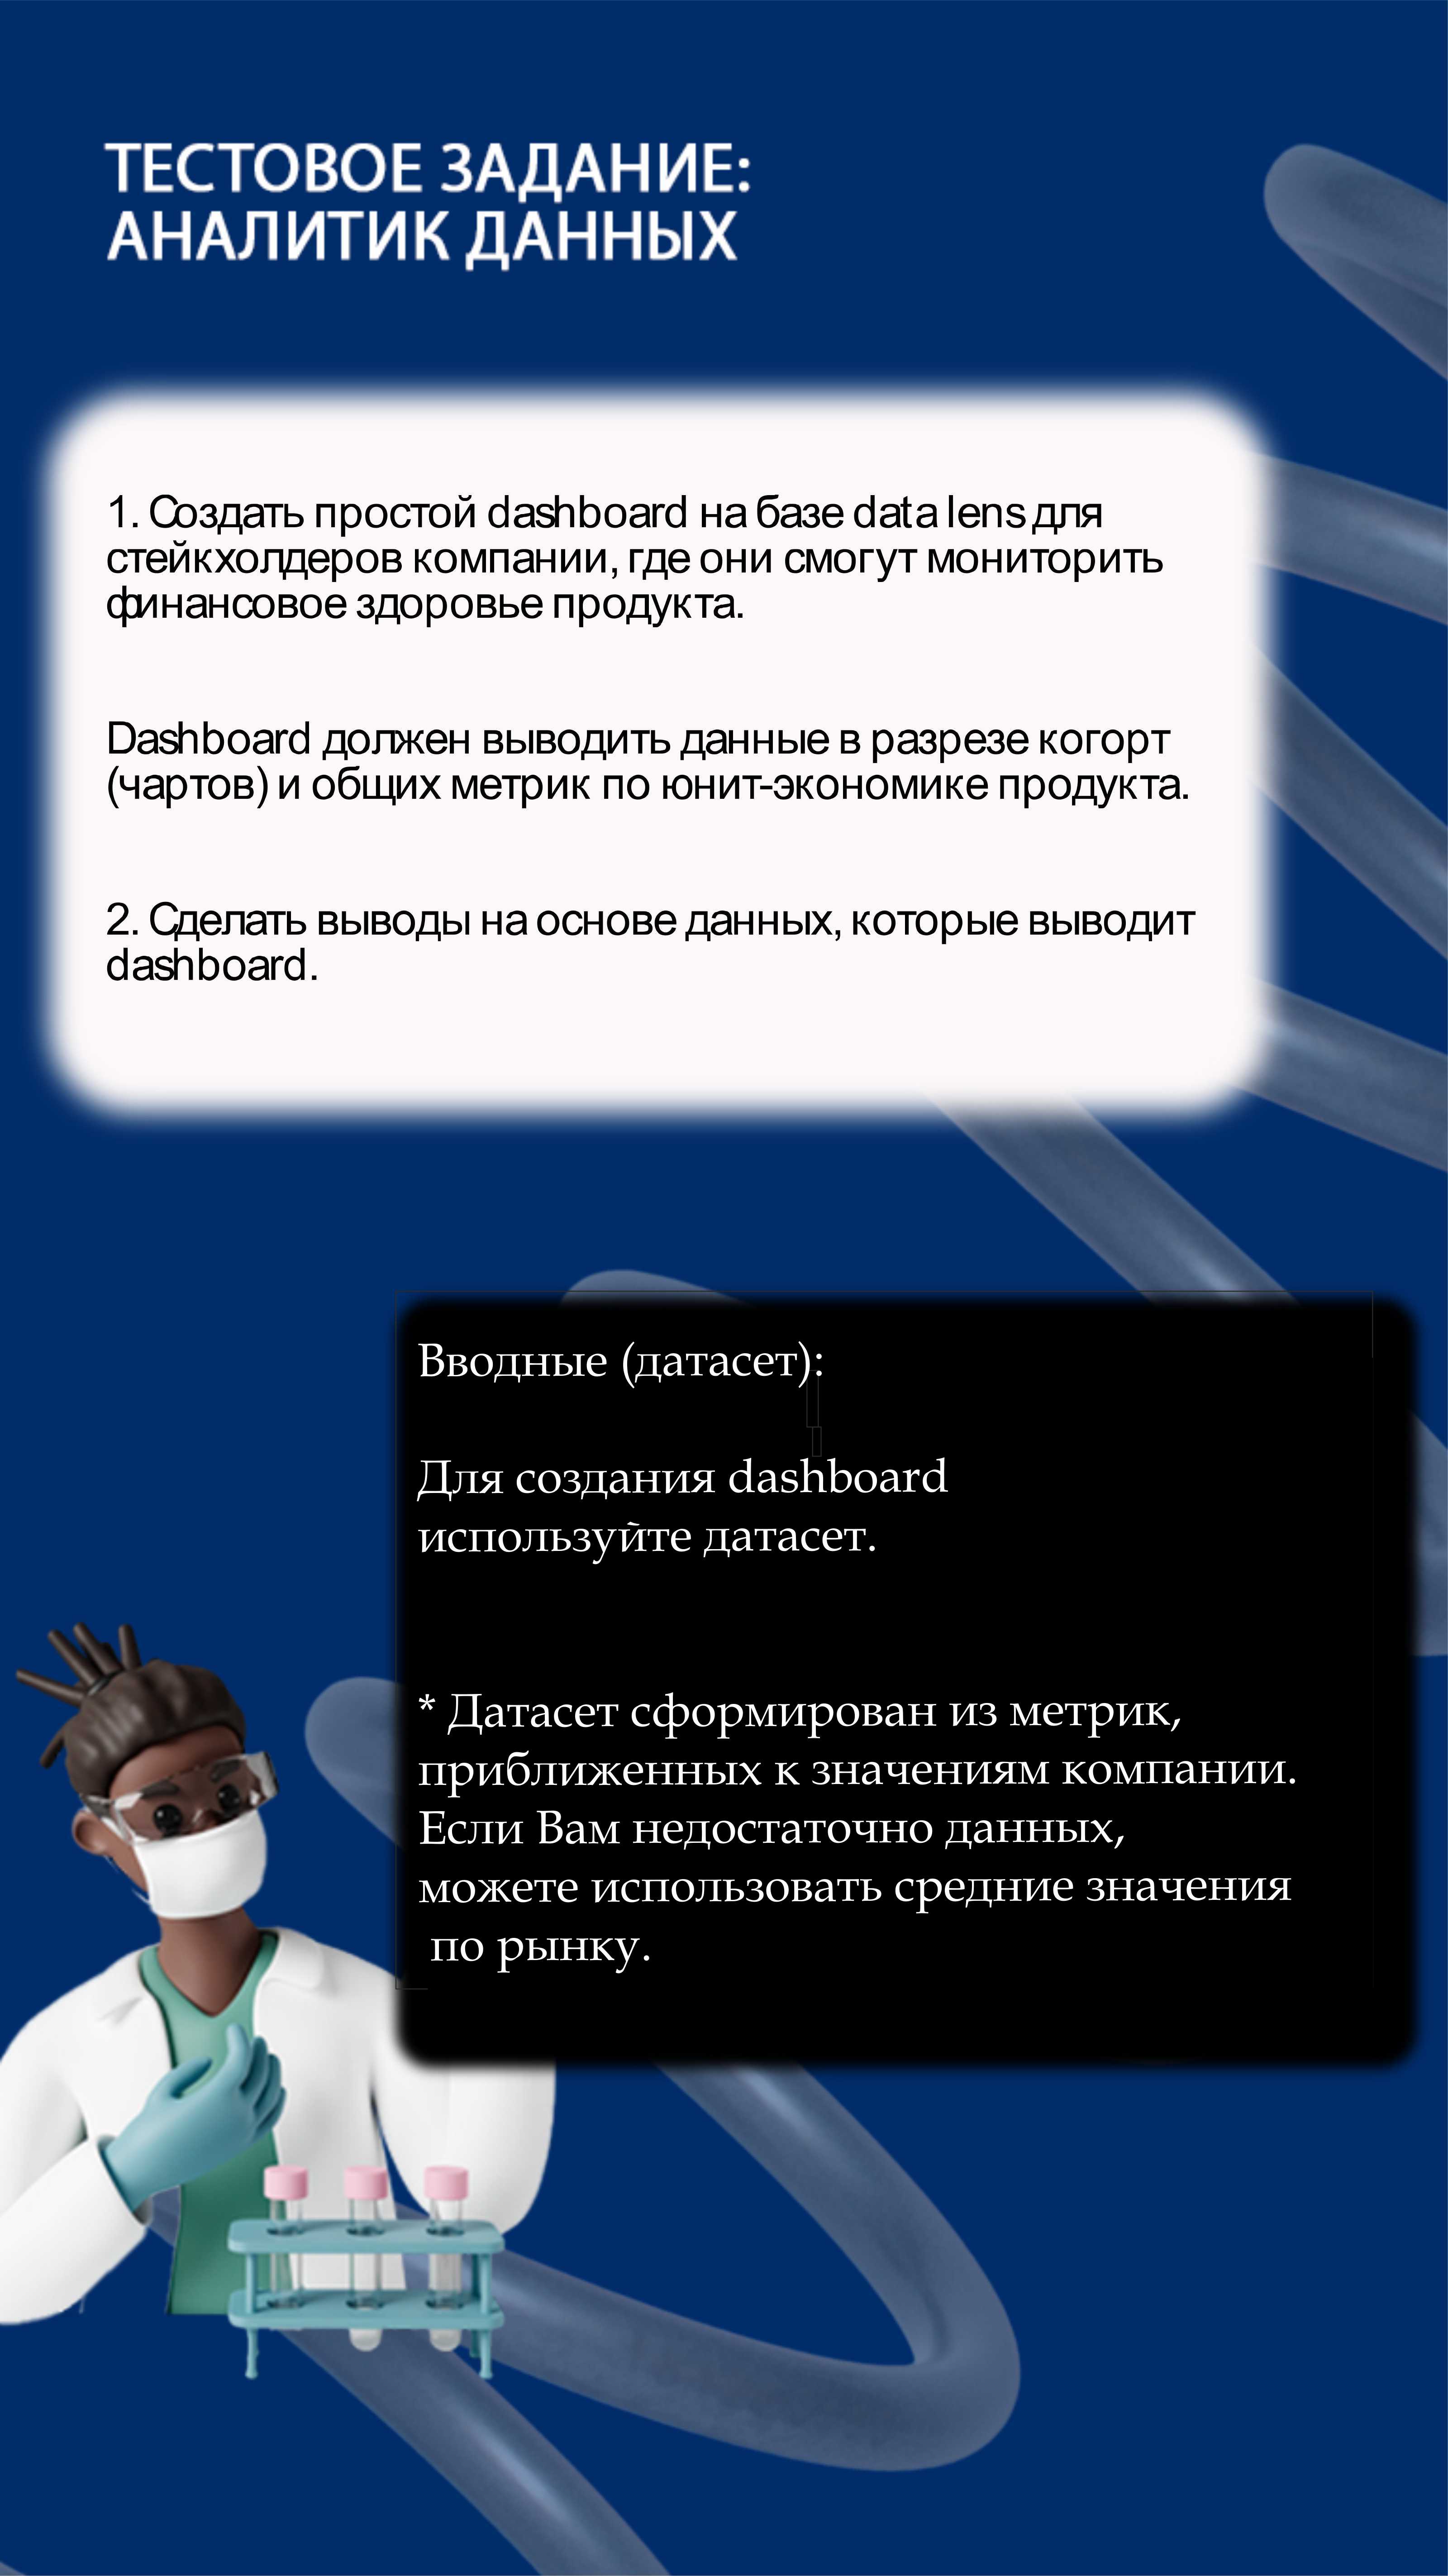 ТЕСТОВОЕ ЗАДАНИЕ:
АНАЛИТИК ДАННЫХ
1. Создать простой dashboard на базе data lens для
стейкхолдеров компании, где они смогут мониторить
финансовое здоровье продукта.
Dashboard должен выводить данные в разрезе когорт
(чартов) и общих метрик по юнит-экономике продукта.
2. Сделать выводы на основе данных, которые выводит
dashboard.
Вводные (датасет):
Для создания dashboard
используйте датасет.
* Датасет сформирован из метрик,
приближенных к значениям компании.
Если Вам недостаточно данных,
можете использовать средние значения
по рынку.